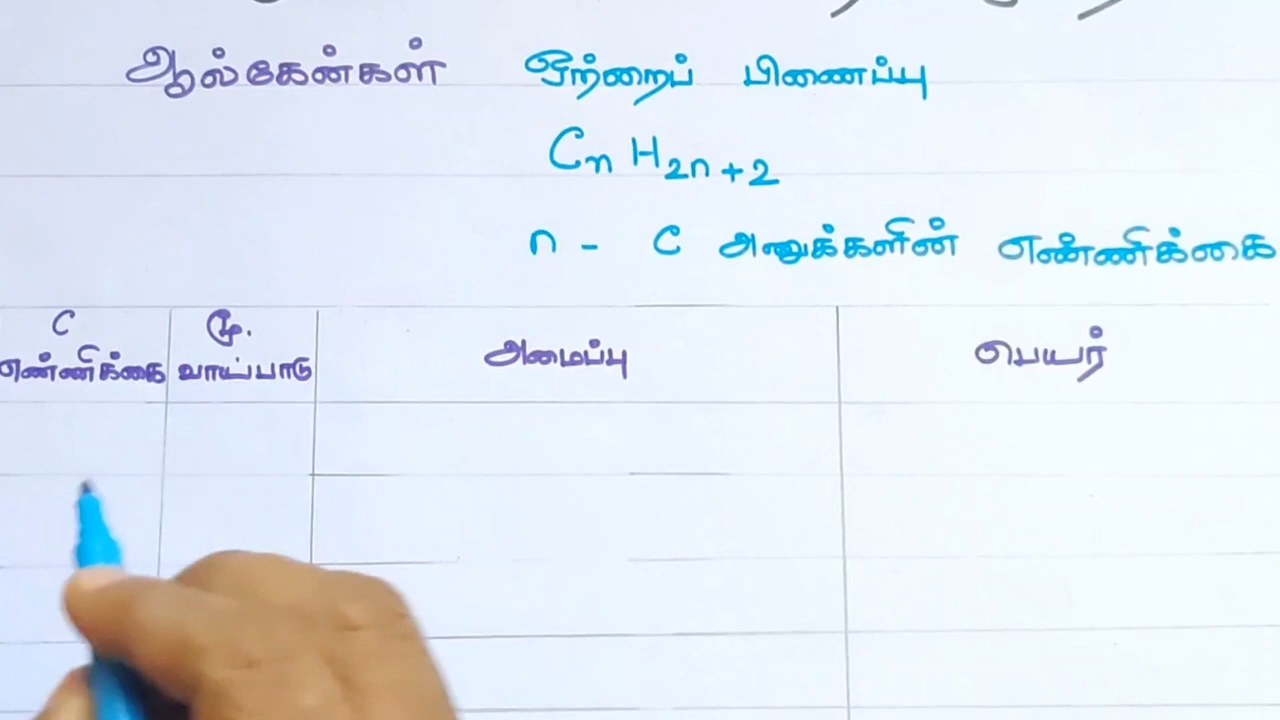 ஆல்கேன்கள் ஒற்றைப் பிணைப்பு
CₙH₂ₙ₊₂
n - C அணுக்களின் எண்ணிக்கை
C எண்ணிக்கை மூ. வாய்பாடு அமைப்பு பெயர்